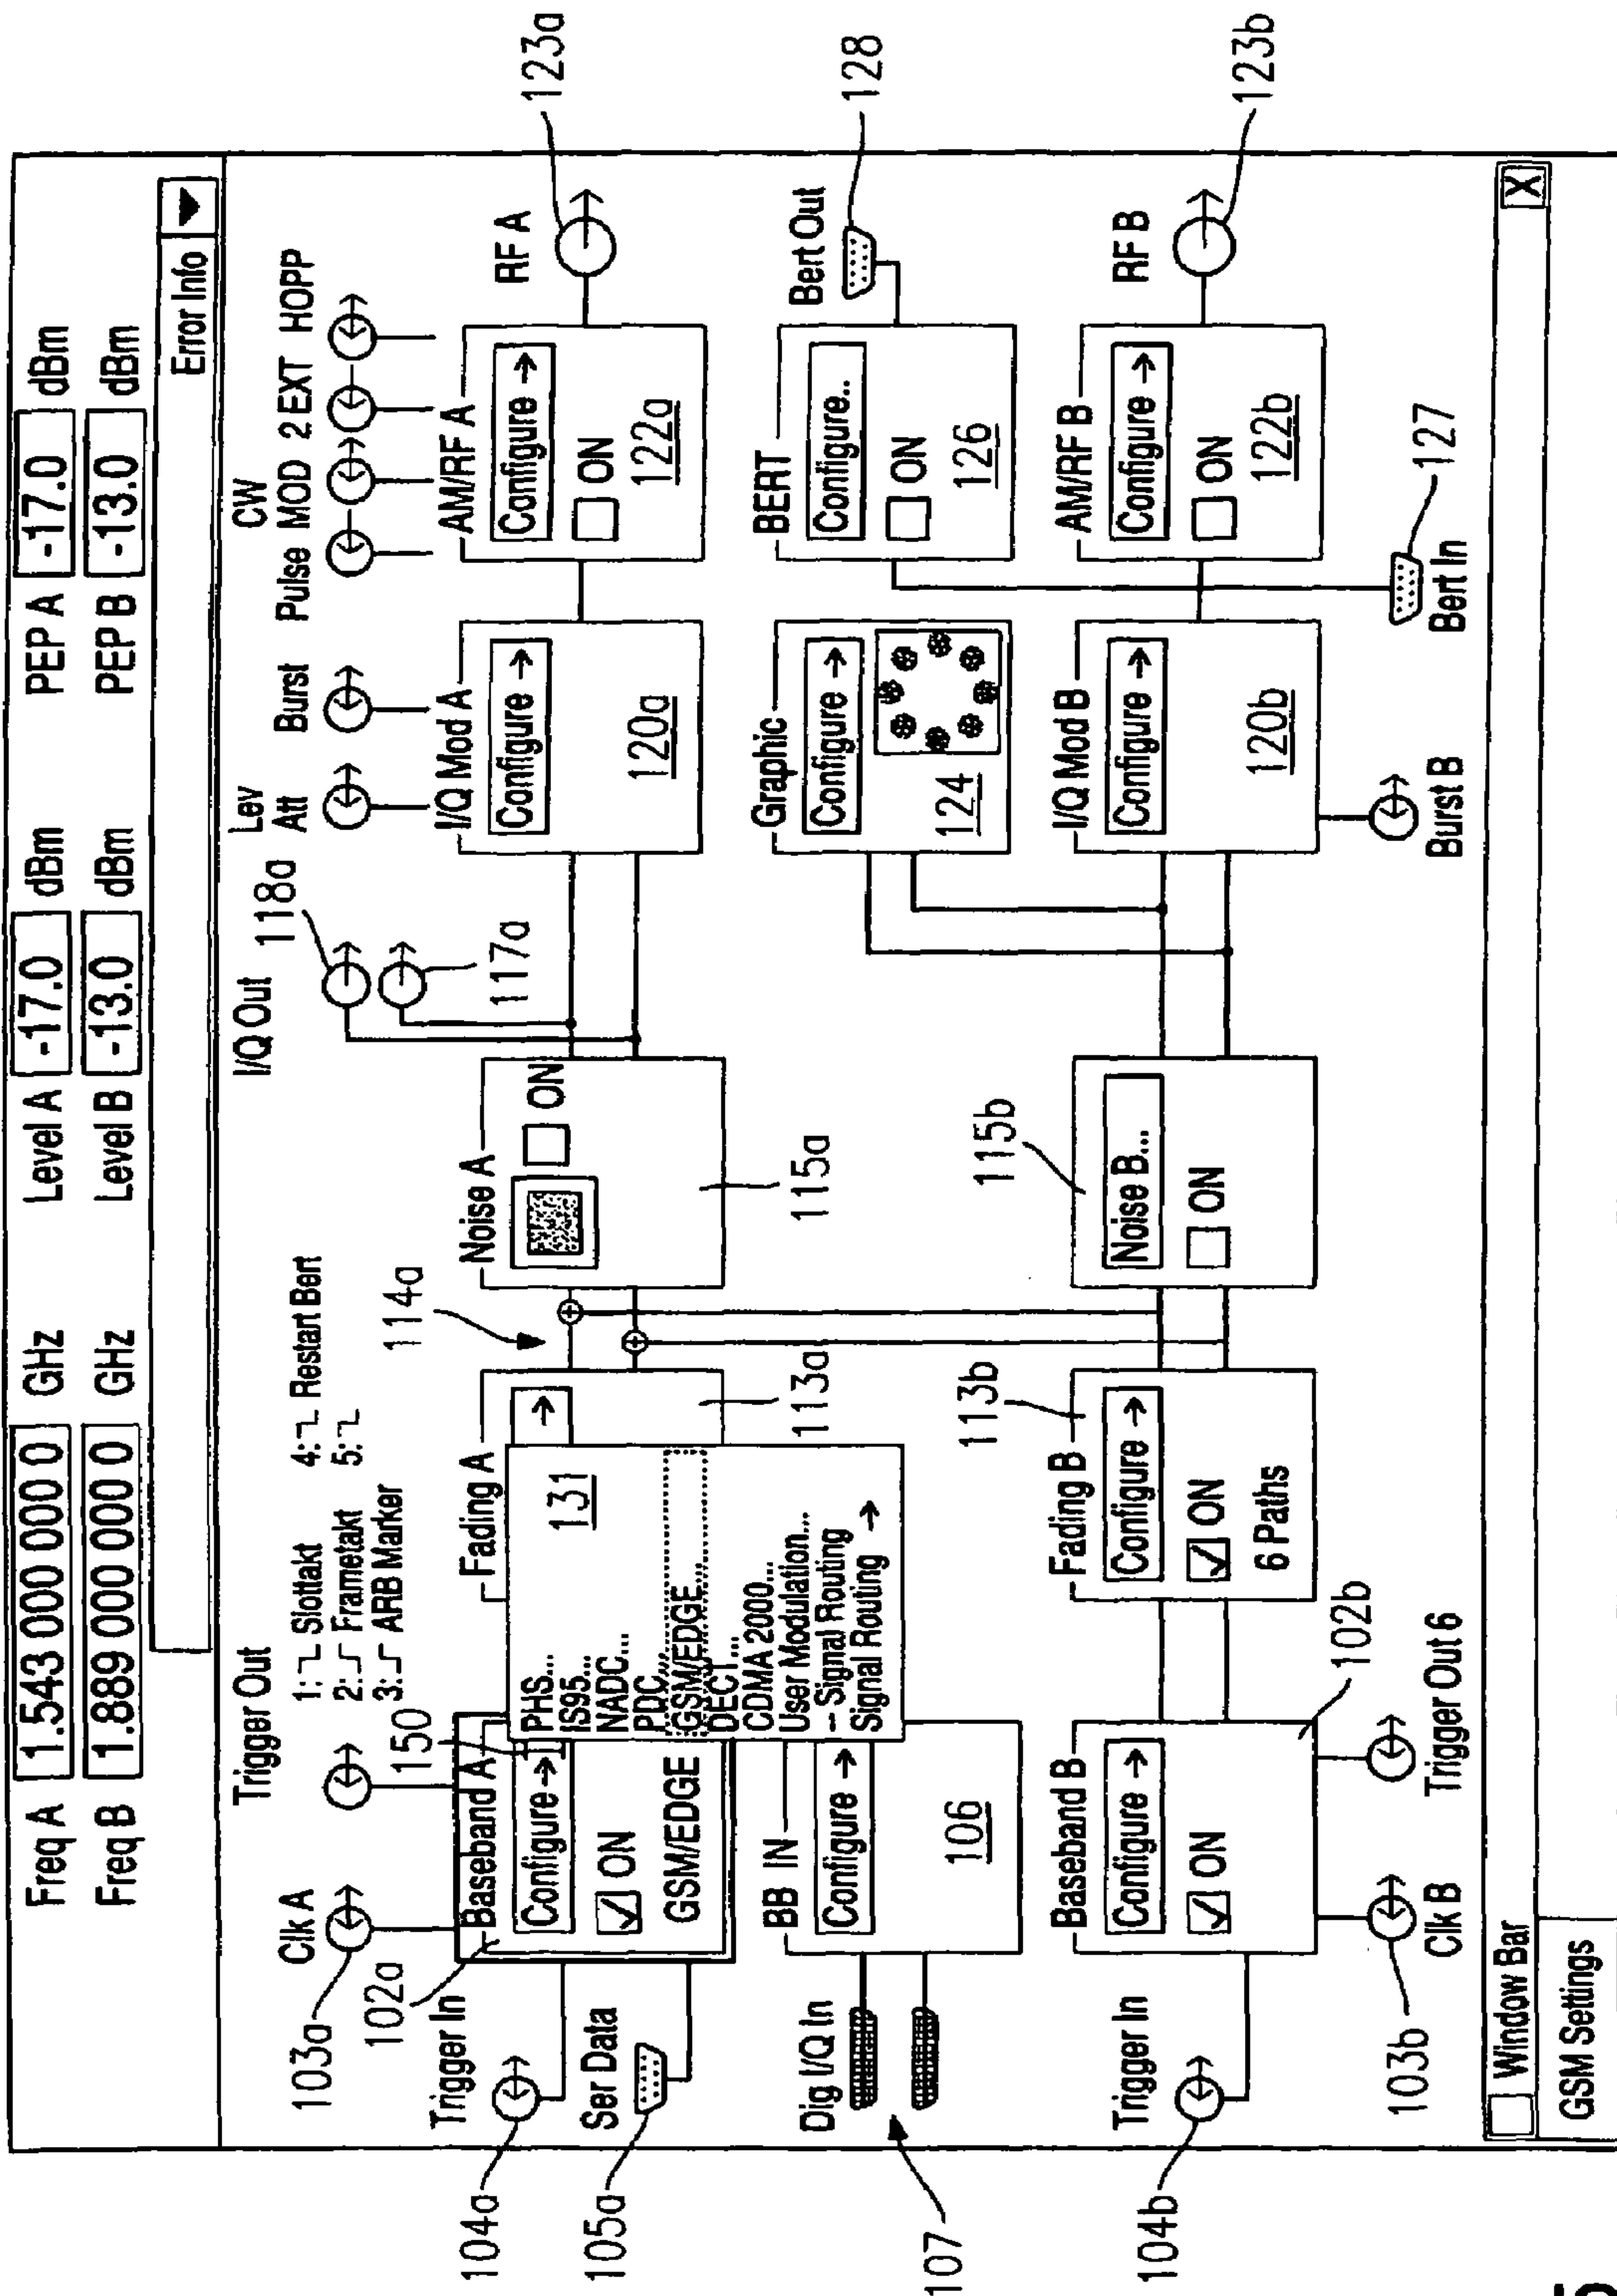 Freq A 1.543 000 000 0 GHz Level A -17.0 dBm PEP A -17.0 dBm
Freq B 1.889 000 000 0 GHz Level B -13.0 dBm PEP B -13.0 dBm
Error Info
Trigger Out
1: Slottakt 4: Restart Bert
2: Frametakt 5:
3: ARB Marker
Clk A
103a
150
114a
I/Q Out
118a
117a
Lev
Att
Burst
Pulse
CW
MOD
2 EXT
HOPP
102a
Trigger In
104a
Ser Data
105a
Baseband A
Configure →
ON
GSM/EDGE
Fading A
→
113a
131
PHS...
IS95...
NADC...
PDC...
GSM/EDGE...
DECT...
CDMA 2000...
User Modulation...
-- Signal Routing
Signal Routing →
Noise A
ON
115a
I/Q Mod A
Configure →
120a
AM/RF A
Configure →
ON
122a
RF A
123a
Dig I/Q In
107
BB IN
Configure →
106
Graphic
Configure →
124
BERT
Configure..
ON
126
Bert Out
128
Trigger In
104b
Baseband B
Configure →
ON
102b
Fading B
113b
Configure →
ON
6 Paths
115b
Noise B...
ON
I/Q Mod B
Configure →
120b
AM/RF B
Configure →
ON
122b
RF B
123b
103b
Clk B
Trigger Out 6
Burst B
Bert In
127
Window Bar
X
GSM Settings
5